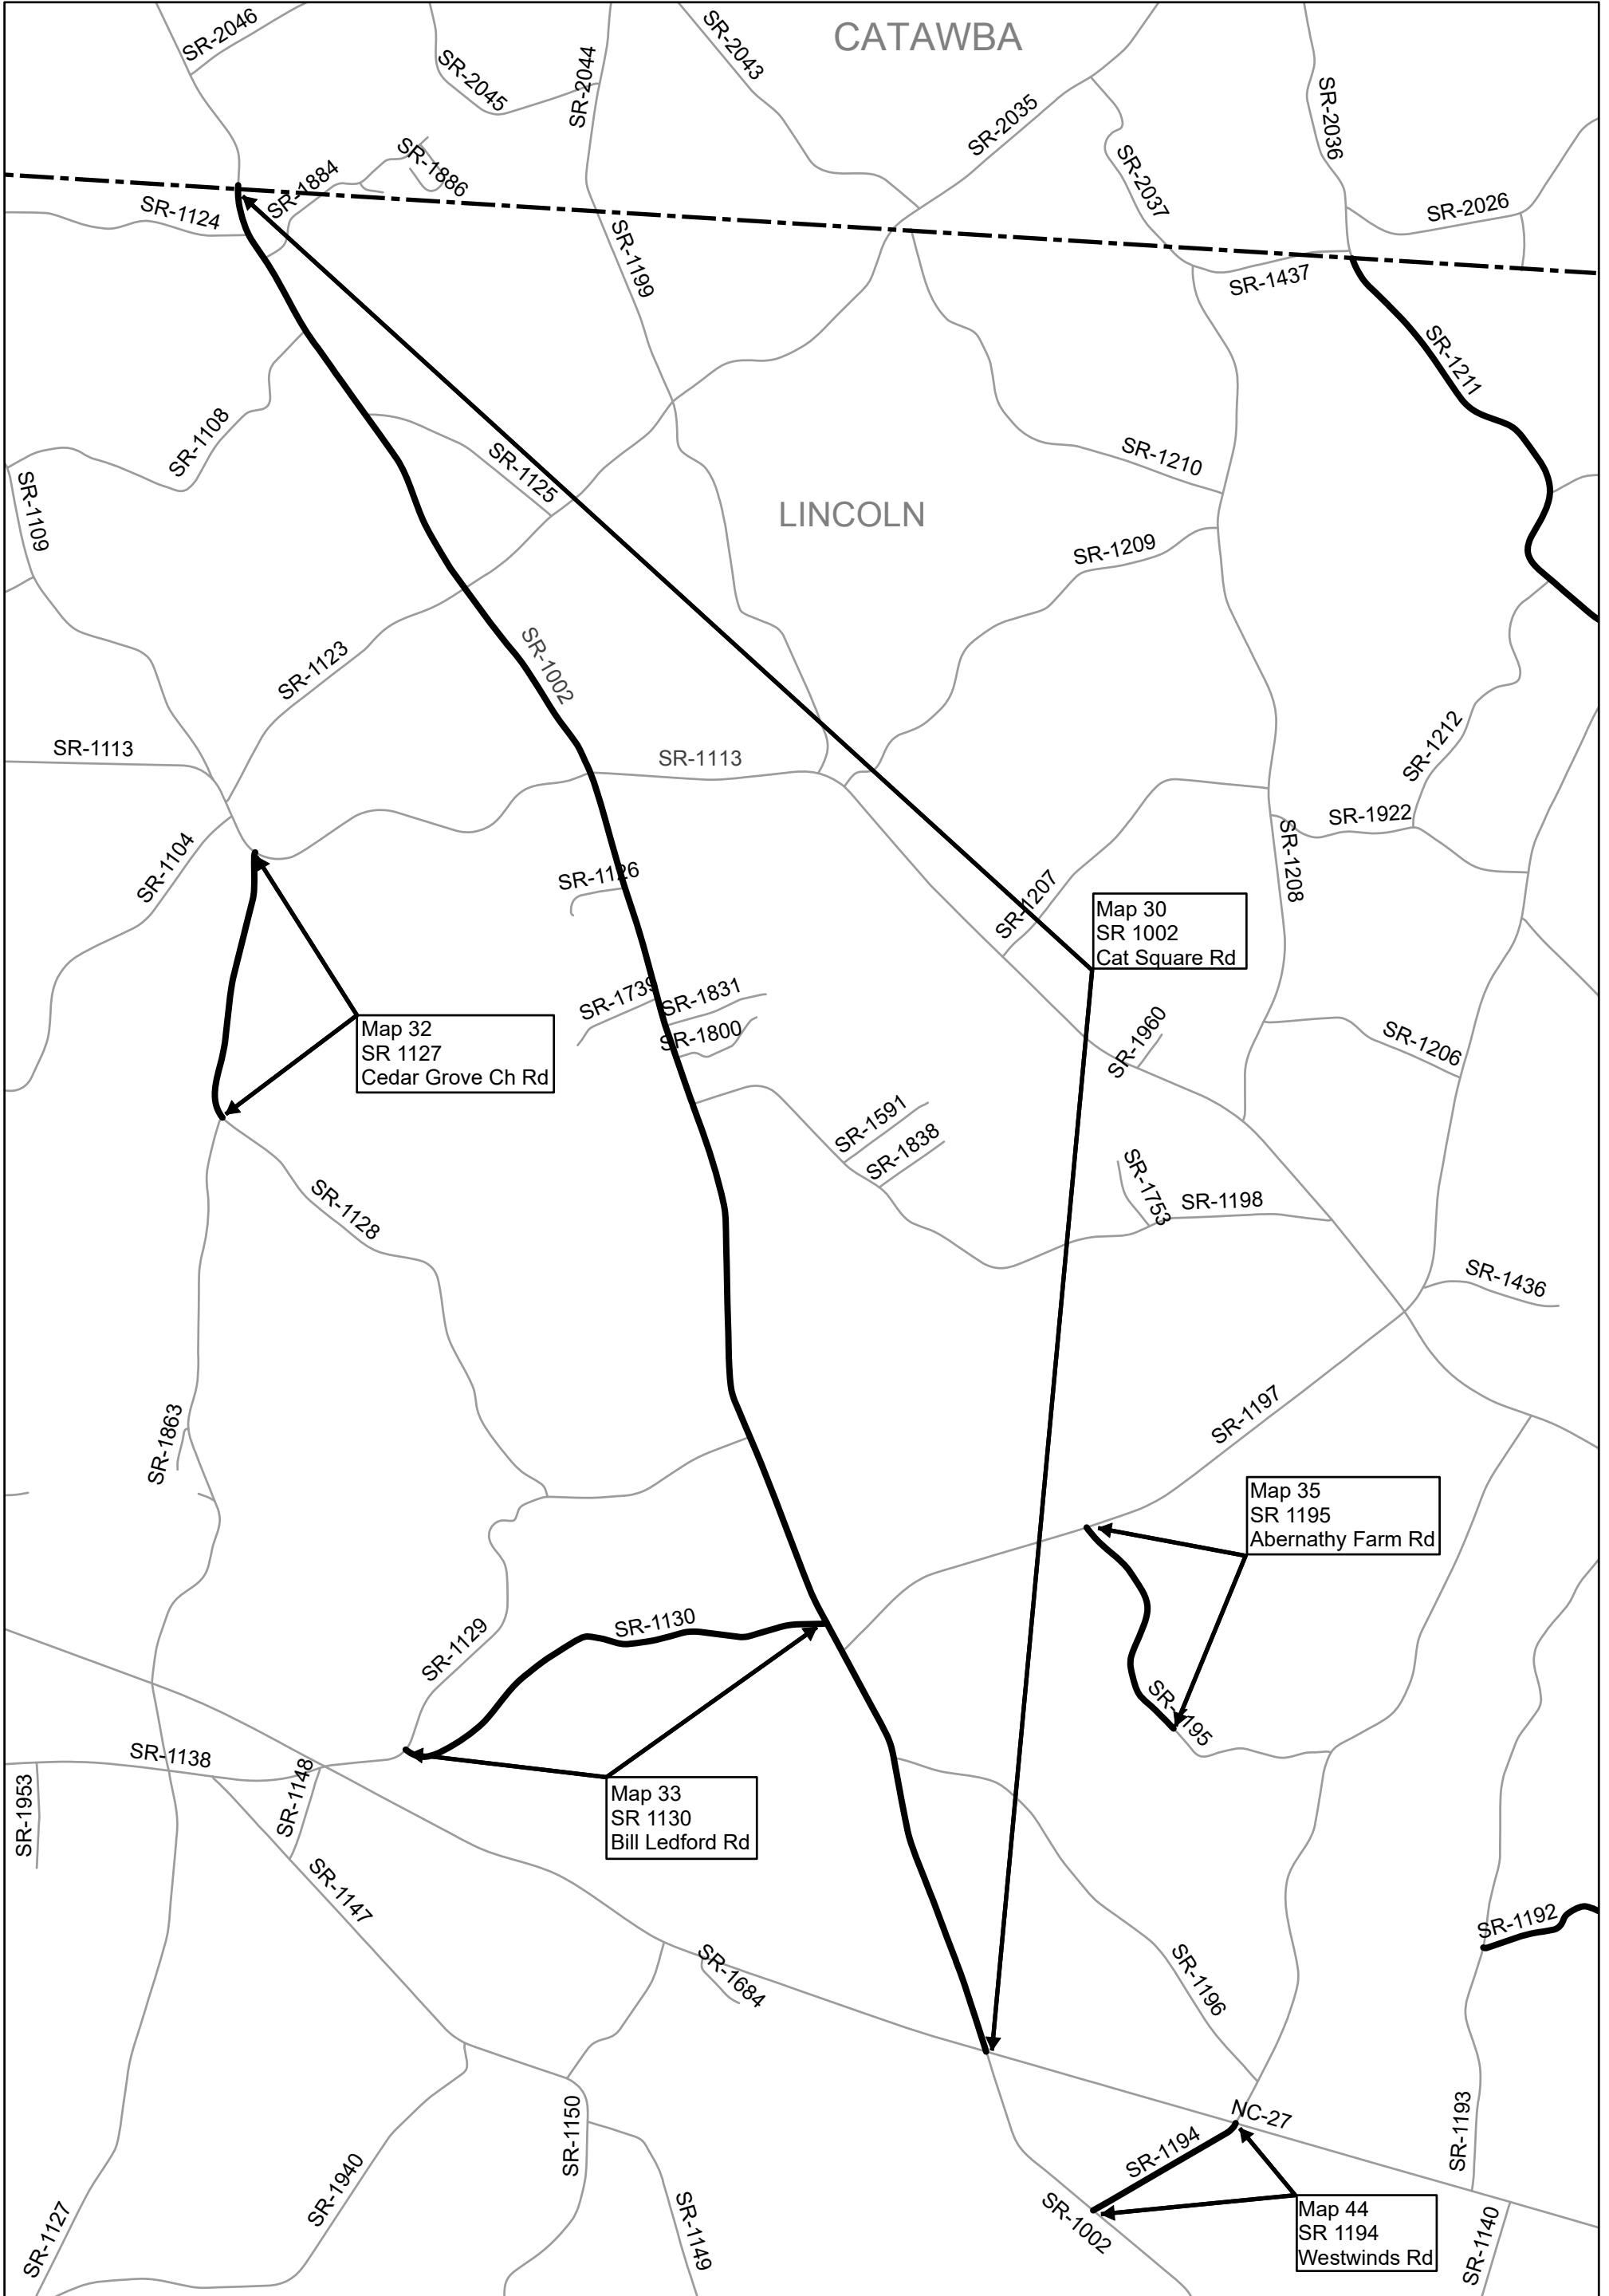 CATAWBA
SR-2046
SR-2045
SR-2044
SR-2043
SR-2035
SR-2036
SR-2037
SR-2026
SR-1886
SR-1884
SR-1124
SR-1199
SR-1437
SR-1211
SR-1108
SR-1125
SR-1109
LINCOLN
SR-1210
SR-1209
SR-1123
SR-1002
SR-1113
SR-1113
SR-1212
SR-1922
SR-1104
SR-1126
SR-1207
SR-1208
Map 30
SR 1002
Cat Square Rd
SR-1739
SR-1831
SR-1800
Map 32
SR 1127
Cedar Grove Ch Rd
SR-1960
SR-1206
SR-1591
SR-1838
SR-1128
SR-1753
SR-1198
SR-1436
SR-1863
SR-1197
Map 35
SR 1195
Abernathy Farm Rd
SR-1129
SR-1130
SR-1195
SR-1138
SR-1953
SR-1148
Map 33
SR 1130
Bill Ledford Rd
SR-1147
SR-1192
SR-1684
SR-1196
SR-1150
NC-27
SR-1193
SR-1194
SR-1940
SR-1127
SR-1149
SR-1002
Map 44
SR 1194
Westwinds Rd
SR-1140